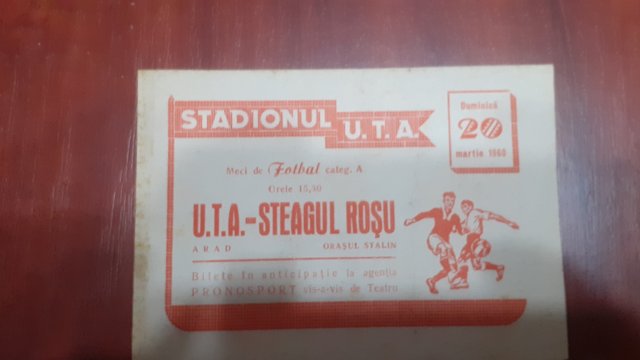 STADIONUL U.T.A.
Duminică
20
martie 1960
Meci de Fotbal categ. A
Orele 15,30
U.T.A.-STEAGUL ROȘU
ARAD ORAȘUL STALIN
Bilete în anticipație la agenția
PRONOSPORT vis-a-vis de Teatru